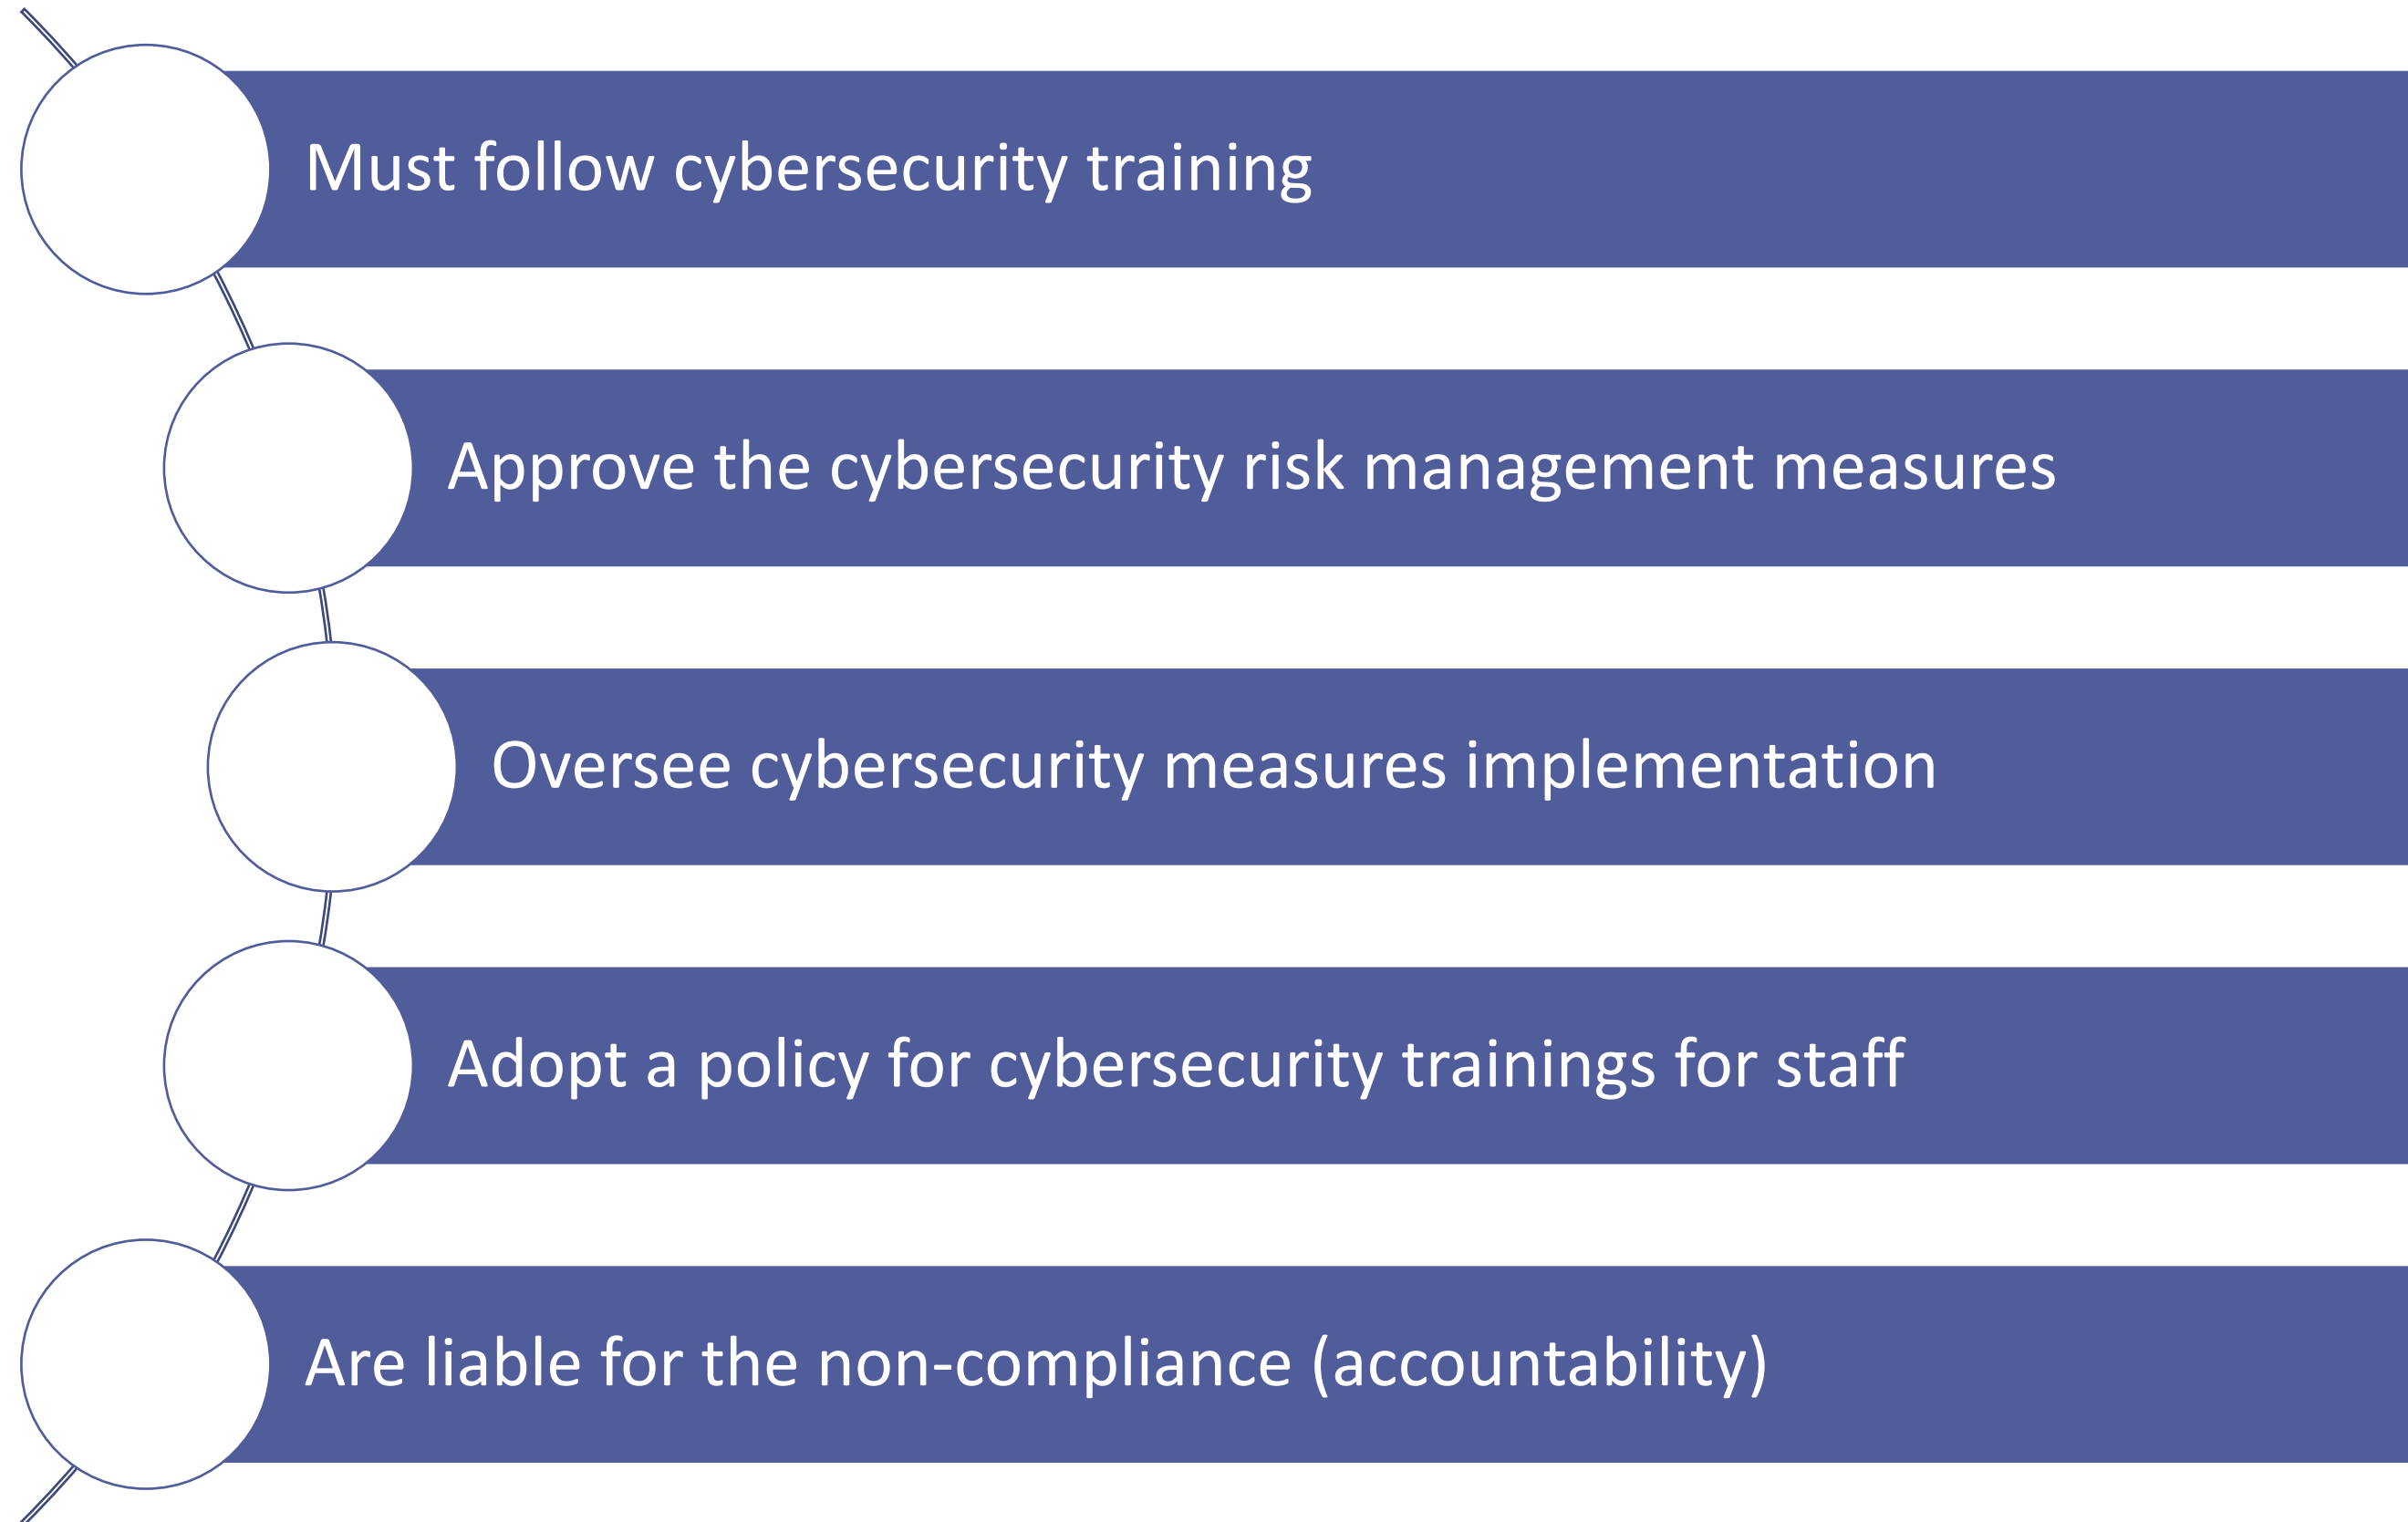 Must follow cybersecurity training
Approve the cybersecurity risk management measures
Oversee cybersecurity measures implementation
Adopt a policy for cybersecurity trainings for staff
Are liable for the non-compliance (accountability)